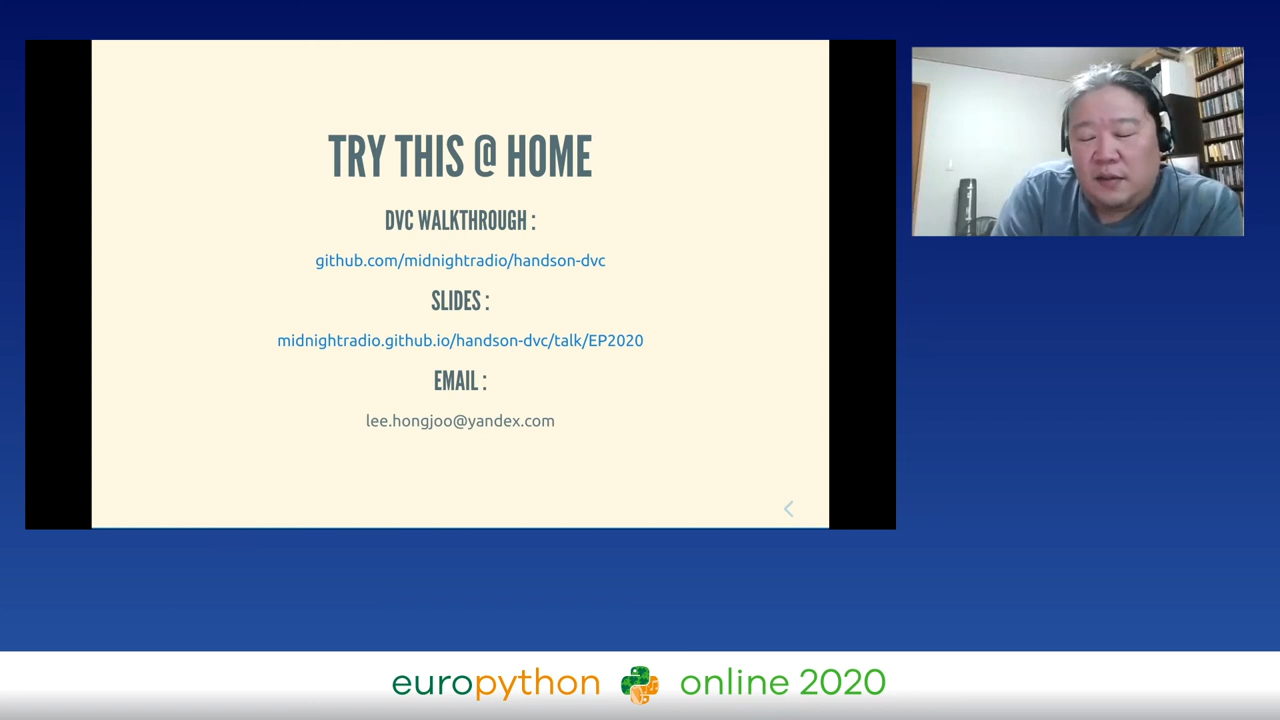 TRY THIS @ HOME
DVC WALKTHROUGH :
github.com/midnightradio/handson-dvc
SLIDES :
midnightradio.github.io/handson-dvc/talk/EP2020
EMAIL :
lee.hongjoo@yandex.com
europython online 2020